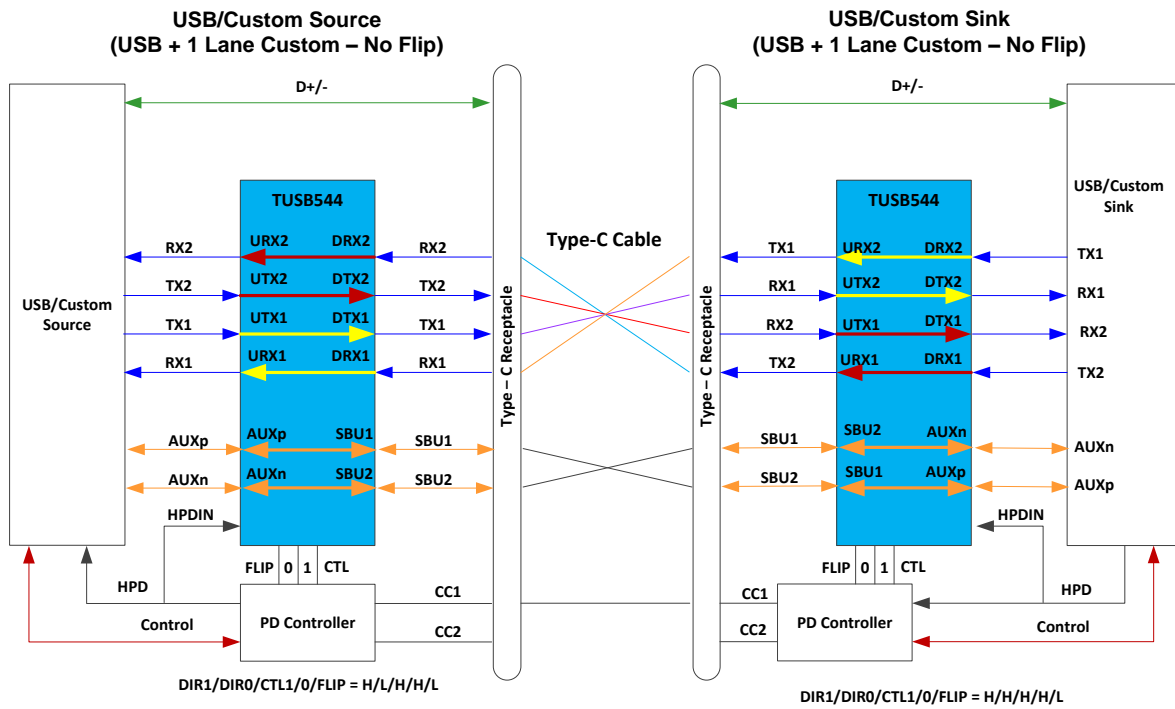 USB/Custom Source
(USB + 1 Lane Custom – No Flip)
USB/Custom Sink
(USB + 1 Lane Custom – No Flip)
D+/-
D+/-
TUSB544
TUSB544
USB/Custom
Source
USB/Custom
Sink
Type-C Cable
Type – C Receptacle
Type – C Receptacle
RX2
URX2
DRX2
RX2
TX1
URX2
DRX2
TX1
TX2
UTX2
DTX2
TX2
RX1
UTX2
DTX2
RX1
TX1
UTX1
DTX1
TX1
RX2
UTX1
DTX1
RX2
RX1
URX1
DRX1
RX1
TX2
URX1
DRX1
TX2
AUXp
AUXp
SBU1
SBU1
SBU1
SBU2
AUXn
AUXn
AUXn
AUXn
SBU2
SBU2
SBU2
SBU1
AUXp
AUXp
HPDIN
HPDIN
FLIP 0 1 CTL
FLIP 0 1 CTL
HPD
PD Controller
CC1
CC1
PD Controller
HPD
Control
CC2
CC2
Control
DIR1/DIR0/CTL1/0/FLIP = H/L/H/H/L
DIR1/DIR0/CTL1/0/FLIP = H/H/H/H/L